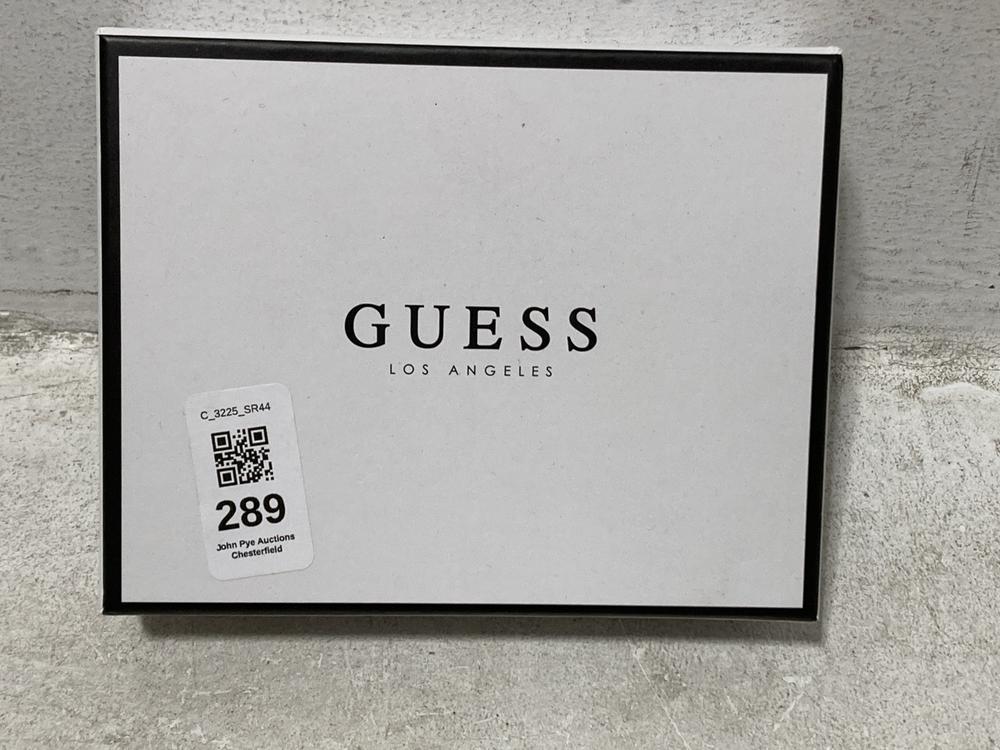 GUESS
LOS ANGELES
C_3225_SR44
289
John Pye Auctions
Chesterfield